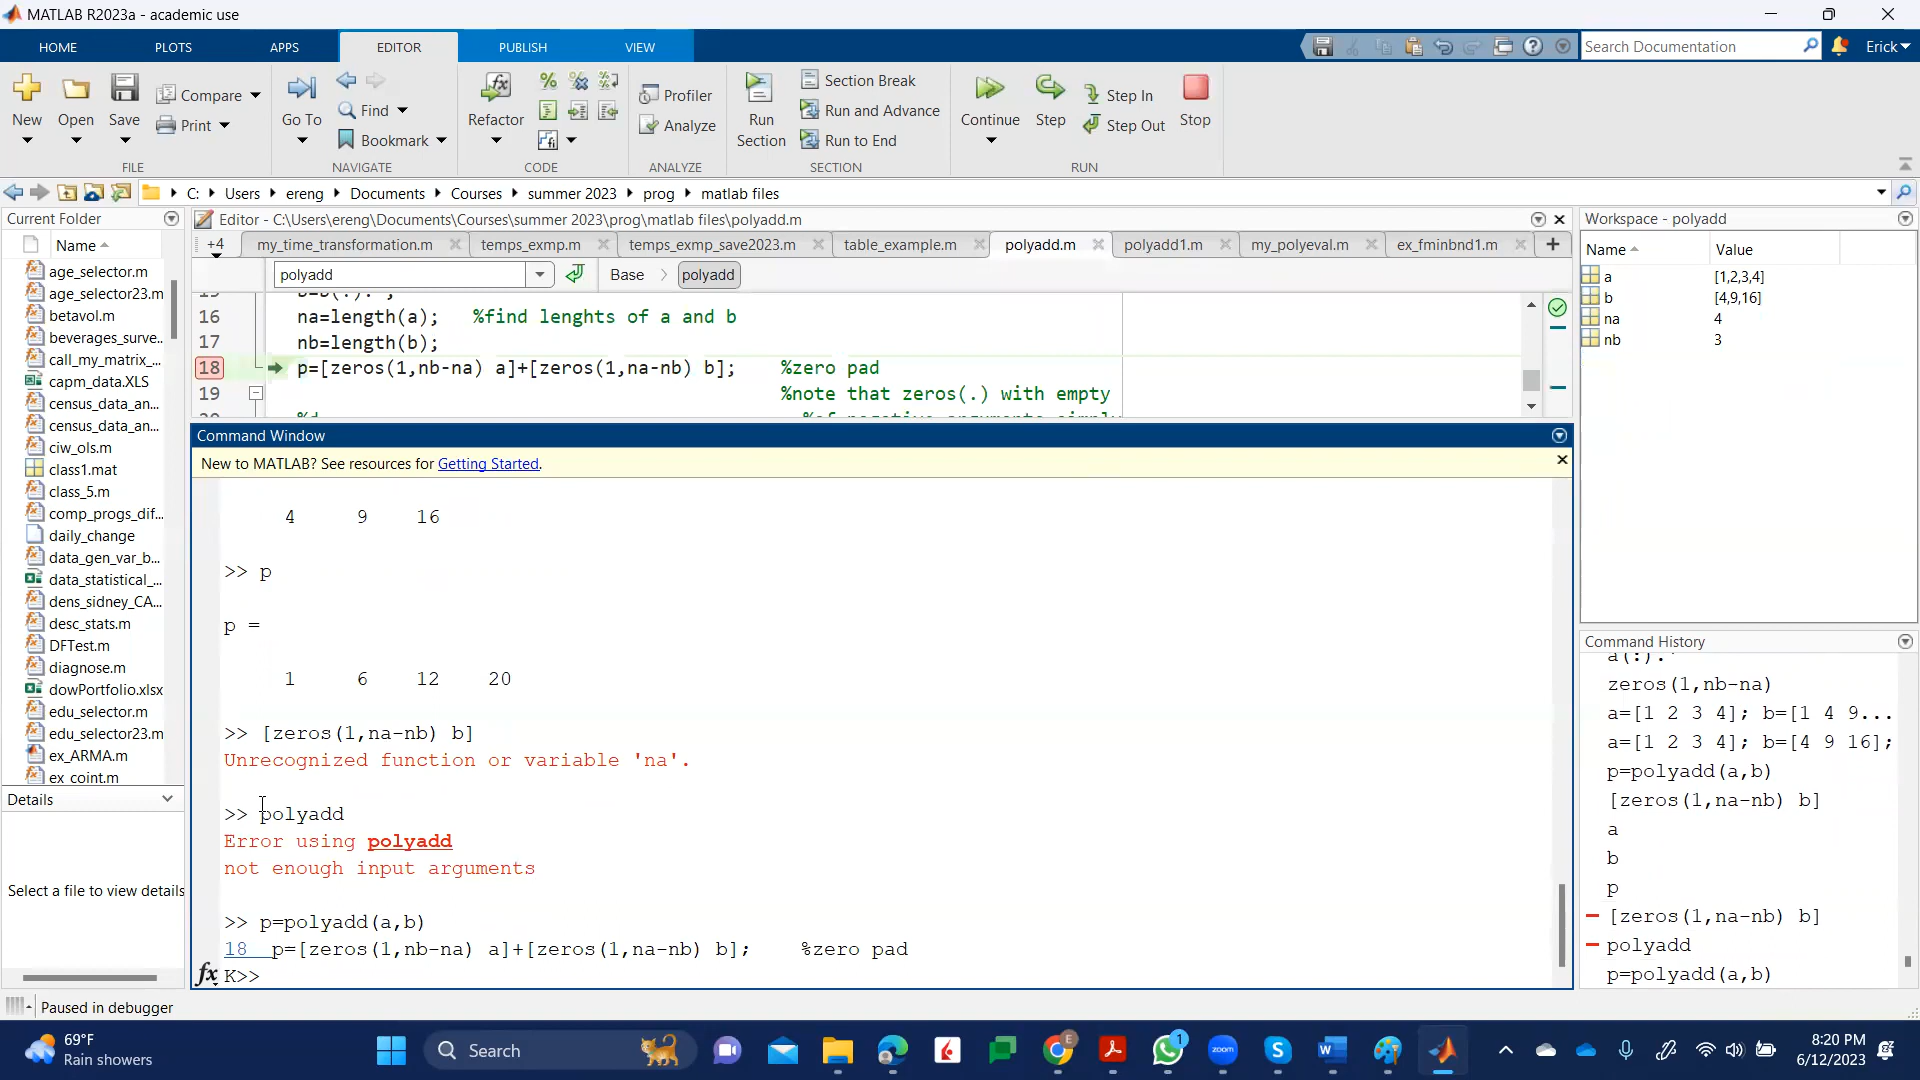 MATLAB R2023a - academic use
HOME PLOTS APPS EDITOR PUBLISH VIEW
Search Documentation
Erick
New Open Save Compare Print
FILE
Go To Find Bookmark
NAVIGATE
Refactor
CODE
Profiler Analyze
ANALYZE
Run Section
Section Break
Run and Advance
Run to End
SECTION
Continue Step Step In Step Out Stop
RUN
C: Users ereng Documents Courses summer 2023 prog matlab files
Current Folder
Name
age_selector.m
age_selector23.m
betavol.m
beverages_surve...
call_my_matrix_...
capm_data.XLS
census_data_an...
census_data_an...
ciw_ols.m
class1.mat
class_5.m
comp_progs_dif...
daily_change
data_gen_var_b...
data_statistical_...
dens_sidney_CA...
desc_stats.m
DFTest.m
diagnose.m
dowPortfolio.xlsx
edu_selector.m
edu_selector23.m
ex_ARMA.m
ex_coint.m
Details
Select a file to view details
Editor - C:\Users\ereng\Documents\Courses\summer 2023\prog\matlab files\polyadd.m
+4 my_time_transformation.m temps_exmp.m temps_exmp_save2023.m table_example.m polyadd.m polyadd1.m my_polyeval.m ex_fminbnd1.m
polyadd Base polyadd
16 na=length(a); %find lenghts of a and b
17 nb=length(b);
18 p=[zeros(1,nb-na) a]+[zeros(1,na-nb) b]; %zero pad
19 %note that zeros(.) with empty
Command Window
New to MATLAB? See resources for Getting Started.
4 9 16
>> p
p =
1 6 12 20
>> [zeros(1,na-nb) b]
Unrecognized function or variable 'na'.
>> polyadd
Error using polyadd
not enough input arguments
>> p=polyadd(a,b)
18 p=[zeros(1,nb-na) a]+[zeros(1,na-nb) b]; %zero pad
fx K>>
Workspace - polyadd
Name Value
a [1,2,3,4]
b [4,9,16]
na 4
nb 3
Command History
a(:).'
zeros(1,nb-na)
a=[1 2 3 4]; b=[1 4 9...
a=[1 2 3 4]; b=[4 9 16];
p=polyadd(a,b)
[zeros(1,na-nb) b]
a
b
p
[zeros(1,na-nb) b]
polyadd
p=polyadd(a,b)
Paused in debugger
69°F
Rain showers
Search
E
1
zoom
8:20 PM
6/12/2023